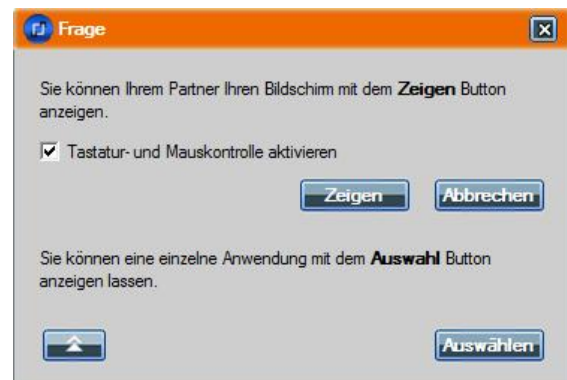 Frage
Sie können Ihrem Partner Ihren Bildschirm mit dem Zeigen Button
anzeigen.
Tastatur- und Mauskontrolle aktivieren
Zeigen Abbrechen
Sie können eine einzelne Anwendung mit dem Auswahl Button
anzeigen lassen.
Auswählen